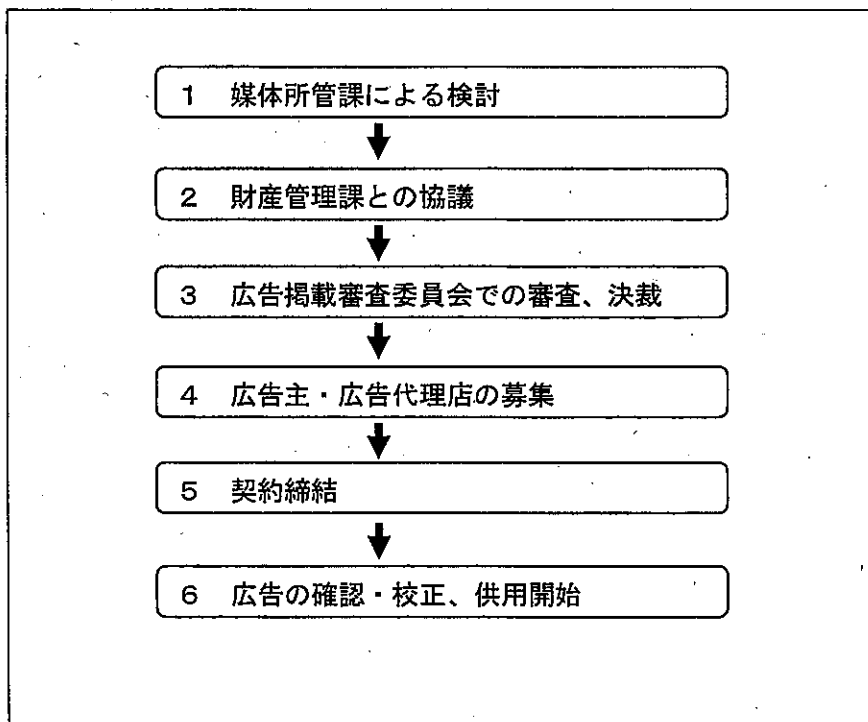 1 媒体所管課による検討
2 財産管理課との協議
3 広告掲載審査委員会での審査、決裁
4 広告主・広告代理店の募集
5 契約締結
6 広告の確認・校正、供用開始